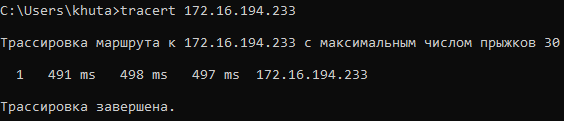 C:\Users\khuta>tracert 172.16.194.233
Трассировка маршрута к 172.16.194.233 с максимальным числом прыжков 30
1 491 ms 498 ms 497 ms 172.16.194.233
Трассировка завершена.